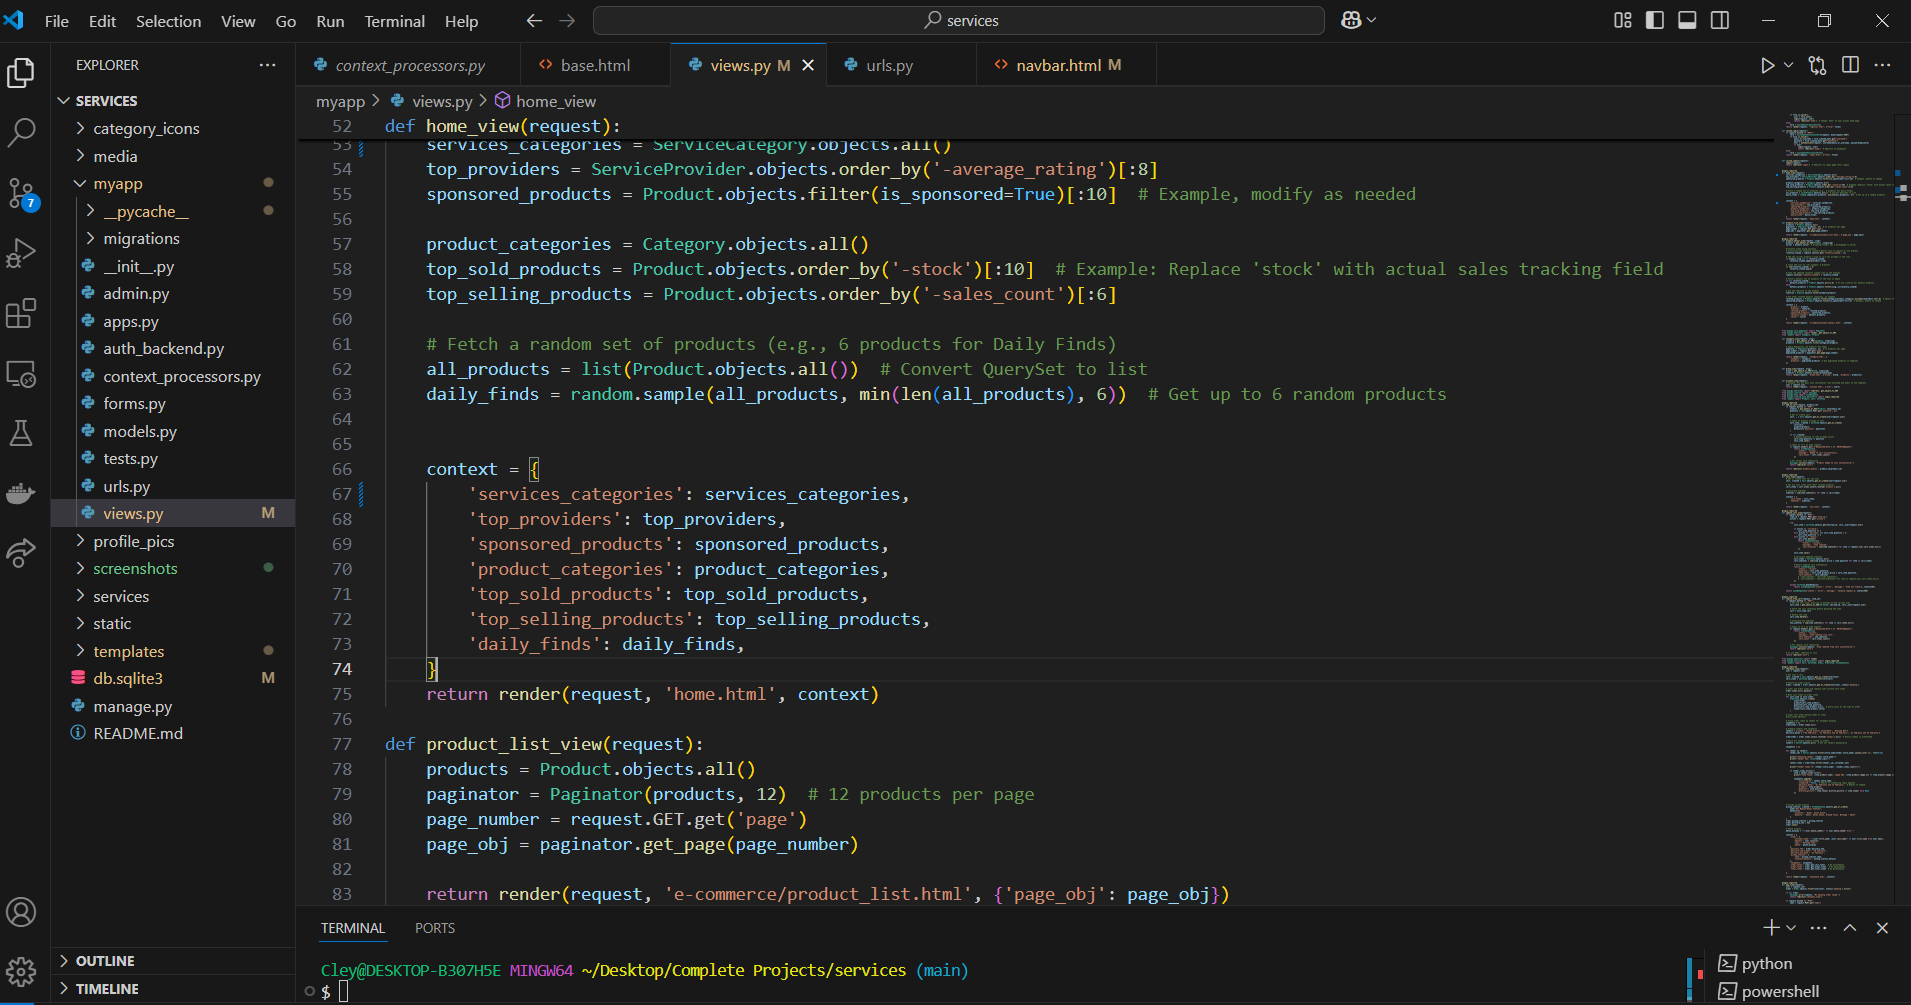 File Edit Selection View Go Run Terminal Help
services
EXPLORER
SERVICES
category_icons
media
myapp
__pycache__
migrations
__init__.py
admin.py
apps.py
auth_backend.py
context_processors.py
forms.py
models.py
tests.py
urls.py
views.py M
profile_pics
screenshots
services
static
templates
db.sqlite3 M
manage.py
README.md
OUTLINE
TIMELINE
7
context_processors.py
base.html
views.py M
urls.py
navbar.html M
myapp > views.py > home_view
52 def home_view(request):
53 services_categories = ServiceCategory.objects.all()
54 top_providers = ServiceProvider.objects.order_by('-average_rating')[:8]
55 sponsored_products = Product.objects.filter(is_sponsored=True)[:10] # Example, modify as needed
56
57 product_categories = Category.objects.all()
58 top_sold_products = Product.objects.order_by('-stock')[:10] # Example: Replace 'stock' with actual sales tracking field
59 top_selling_products = Product.objects.order_by('-sales_count')[:6]
60
61 # Fetch a random set of products (e.g., 6 products for Daily Finds)
62 all_products = list(Product.objects.all()) # Convert QuerySet to list
63 daily_finds = random.sample(all_products, min(len(all_products), 6)) # Get up to 6 random products
64
65
66 context = {
67 'services_categories': services_categories,
68 'top_providers': top_providers,
69 'sponsored_products': sponsored_products,
70 'product_categories': product_categories,
71 'top_sold_products': top_sold_products,
72 'top_selling_products': top_selling_products,
73 'daily_finds': daily_finds,
74 }
75 return render(request, 'home.html', context)
76
77 def product_list_view(request):
78 products = Product.objects.all()
79 paginator = Paginator(products, 12) # 12 products per page
80 page_number = request.GET.get('page')
81 page_obj = paginator.get_page(page_number)
82
83 return render(request, 'e-commerce/product_list.html', {'page_obj': page_obj})
TERMINAL PORTS
Cley@DESKTOP-B307H5E MINGW64 ~/Desktop/Complete Projects/services (main)
$
python
powershell